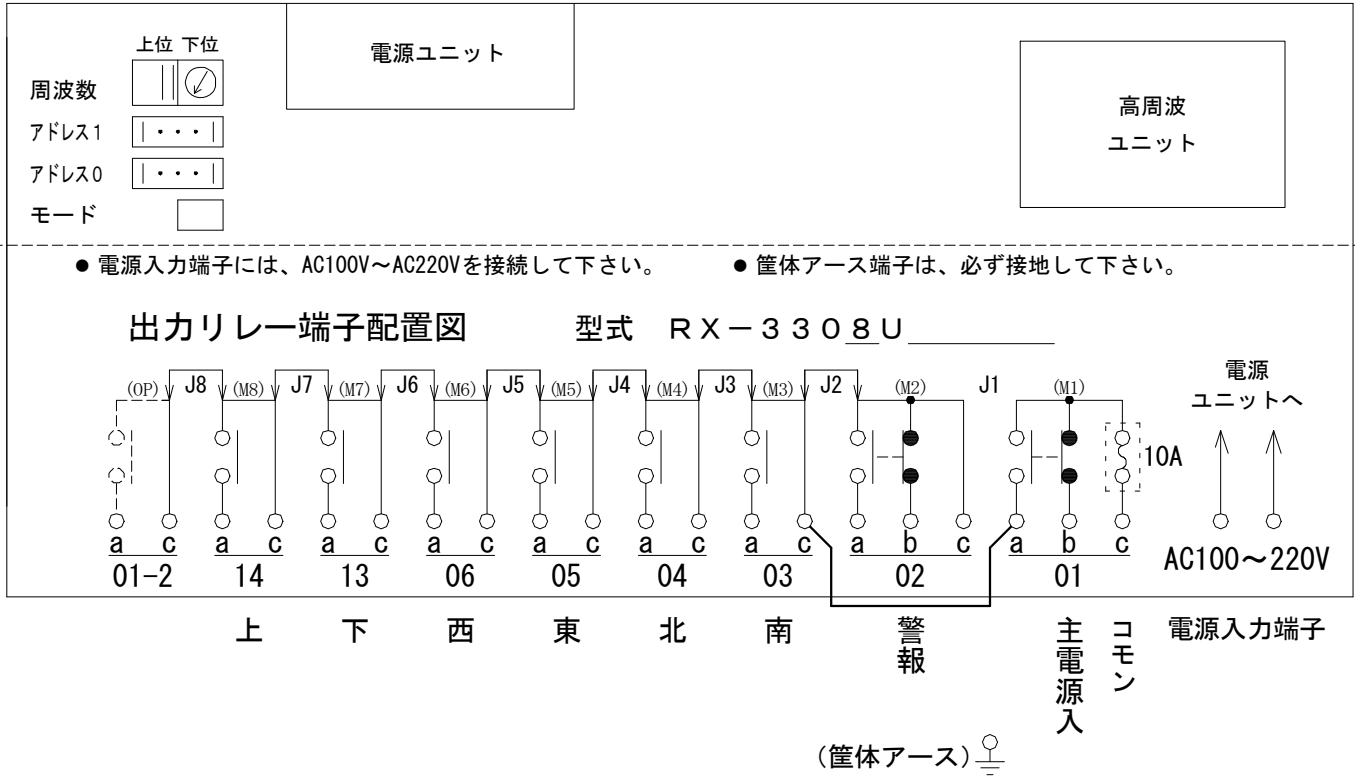 上位 下位
周波数
アドレス1
アドレス0
モード
電源ユニット
高周波
ユニット
● 電源入力端子には、AC100V～AC220Vを接続して下さい。
● 筐体アース端子は、必ず接地して下さい。
出力リレー端子配置図 型式 ＲＸ－３３０８Ｕ
(OP) J8 (M8) J7 (M7) J6 (M6) J5 (M5) J4 (M4) J3 (M3) J2 (M2) J1 (M1)
電源
ユニットへ
10A
a c a c a c a c a c a c a c a b c a b c
01-2 14 13 06 05 04 03 02 01
AC100～220V
上 下 西 東 北 南 警報 主電源入 コモン 電源入力端子
(筐体アース)